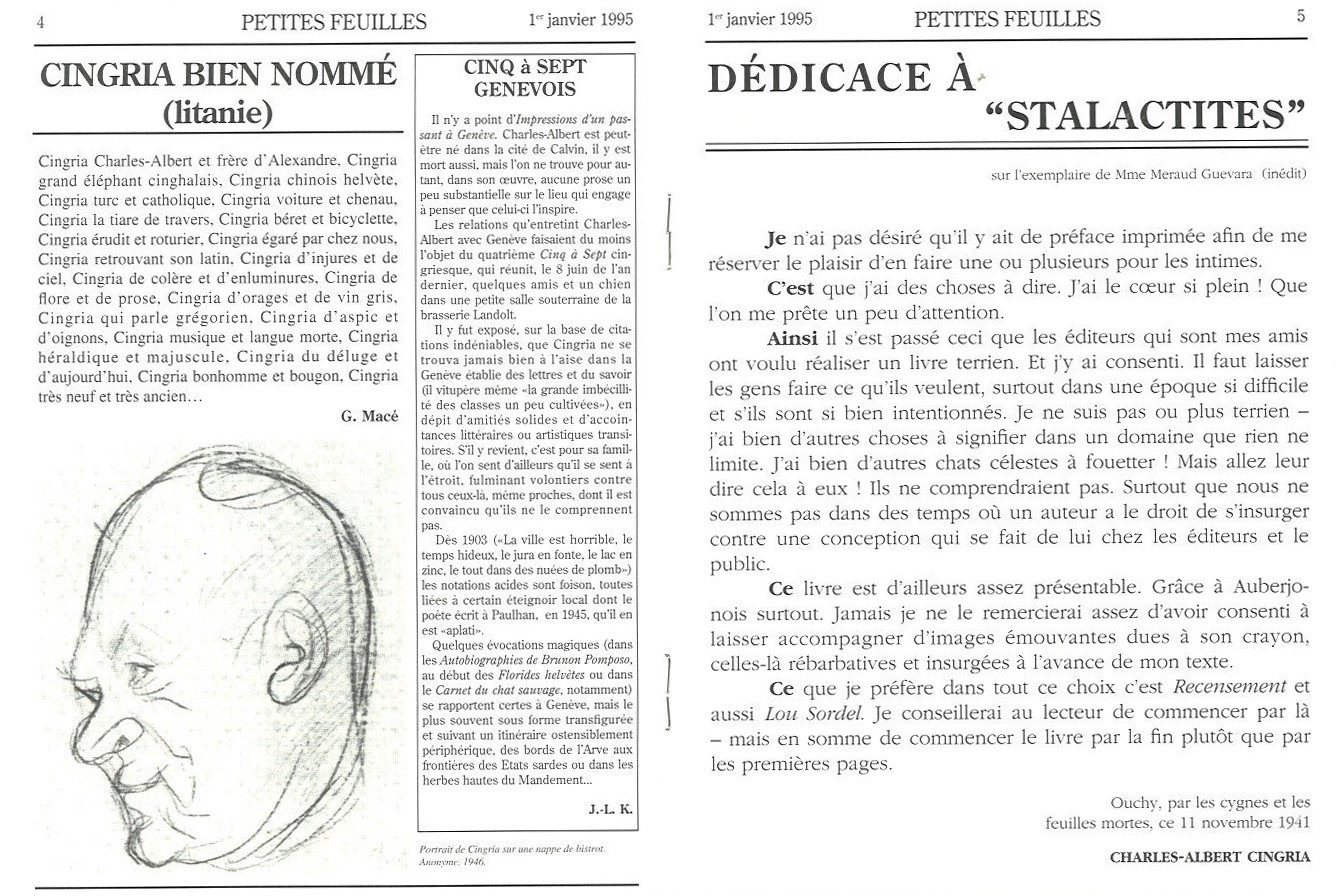 4
PETITES FEUILLES
1er janvier 1995
CINGRIA BIEN NOMMÉ
(litanie)
Cingria Charles-Albert et frère d'Alexandre, Cingria
grand éléphant cinghalais, Cingria chinois helvète,
Cingria turc et catholique, Cingria voiture et chenau,
Cingria la tiare de travers, Cingria béret et bicyclette,
Cingria érudit et roturier, Cingria égaré par chez nous,
Cingria retrouvant son latin, Cingria d'injures et de
ciel, Cingria de colère et d'enluminures, Cingria de
flore et de prose, Cingria d'orages et de vin gris,
Cingria qui parle grégorien, Cingria d'aspic et
d'oignons, Cingria musique et langue morte, Cingria
héraldique et majuscule, Cingria du déluge et
d'aujourd'hui, Cingria bonhomme et bougon, Cingria
très neuf et très ancien…
G. Macé
CINQ à SEPT
GENEVOIS
Il n'y a point d'Impressions d'un pas-
sant à Genève. Charles-Albert est peut-
être né dans la cité de Calvin, il y est
mort aussi, mais l'on ne trouve pour au-
tant, dans son œuvre, aucune prose un
peu substantielle sur le lieu qui engage
à penser que celui-ci l'inspire.
Les relations qu'entretint Charles-
Albert avec Genève faisaient du moins
l'objet du quatrième Cinq à Sept cin-
griesque, qui réunit, le 8 juin de l'an
dernier, quelques amis et un chien
dans une petite salle souterraine de la
brasserie Landolt.
Il y fut exposé, sur la base de cita-
tions indéniables, que Cingria ne se
trouva jamais bien à l'aise dans la
Genève établie des lettres et du savoir
(il vitupère même «la grande imbécilli-
té des classes un peu cultivées»), en
dépit d'amitiés solides et d'accoin-
tances littéraires ou artistiques transi-
toires. S'il y revient, c'est pour sa famil-
le, où l'on sent d'ailleurs qu'il se sent à
l'étroit, fulminant volontiers contre
tous ceux-là, même proches, dont il est
convaincu qu'ils ne le comprennent
pas.
Dès 1903 («La ville est horrible, le
temps hideux, le jura en fonte, le lac en
zinc, le tout dans des nuées de plomb»)
les notations acides sont foison, toutes
liées à certain éteignoir local dont le
poète écrit à Paulhan, en 1945, qu'il en
est «aplati».
Quelques évocations magiques (dans
les Autobiographies de Brunon Pomposo,
au début des Florides helvètes ou dans
le Carnet du chat sauvage, notamment)
se rapportent certes à Genève, mais le
plus souvent sous forme transfigurée
et suivant un itinéraire ostensiblement
périphérique, des bords de l'Arve aux
frontières des Etats sardes ou dans les
herbes hautes du Mandement...
J.-L. K.
Portrait de Cingria sur une nappe de bistrot.
Anonyme, 1946.
1er janvier 1995
PETITES FEUILLES
5
DÉDICACE À
“STALACTITES”
sur l'exemplaire de Mme Meraud Guevara (inédit)
Je n'ai pas désiré qu'il y ait de préface imprimée afin de me
réserver le plaisir d'en faire une ou plusieurs pour les intimes.
C'est que j'ai des choses à dire. J'ai le cœur si plein ! Que
l'on me prête un peu d'attention.
Ainsi il s'est passé ceci que les éditeurs qui sont mes amis
ont voulu réaliser un livre terrien. Et j'y ai consenti. Il faut laisser
les gens faire ce qu'ils veulent, surtout dans une époque si difficile
et s'ils sont si bien intentionnés. Je ne suis pas ou plus terrien –
j'ai bien d'autres choses à signifier dans un domaine que rien ne
limite. J'ai bien d'autres chats célestes à fouetter ! Mais allez leur
dire cela à eux ! Ils ne comprendraient pas. Surtout que nous ne
sommes pas dans des temps où un auteur a le droit de s'insurger
contre une conception qui se fait de lui chez les éditeurs et le
public.
Ce livre est d'ailleurs assez présentable. Grâce à Auberjo-
nois surtout. Jamais je ne le remercierai assez d'avoir consenti à
laisser accompagner d'images émouvantes dues à son crayon,
celles-là rébarbatives et insurgées à l'avance de mon texte.
Ce que je préfère dans tout ce choix c'est Recensement et
aussi Lou Sordel. Je conseillerai au lecteur de commencer par là
– mais en somme de commencer le livre par la fin plutôt que par
les premières pages.
Ouchy, par les cygnes et les
feuilles mortes, ce 11 novembre 1941
CHARLES-ALBERT CINGRIA